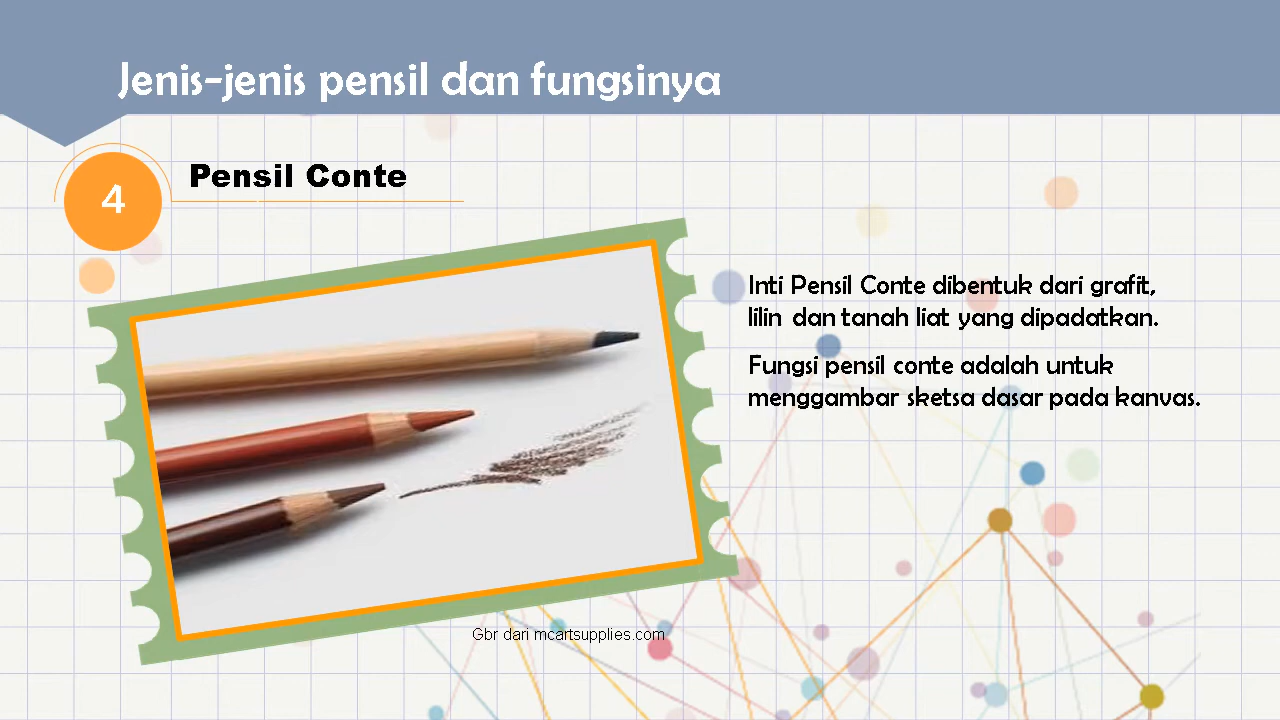 Jenis-jenis pensil dan fungsinya
4
Pensil Conte
Inti Pensil Conte dibentuk dari grafit,
lilin dan tanah liat yang dipadatkan.
Fungsi pensil conte adalah untuk
menggambar sketsa dasar pada kanvas.
Gbr dari mcartsupplies.com